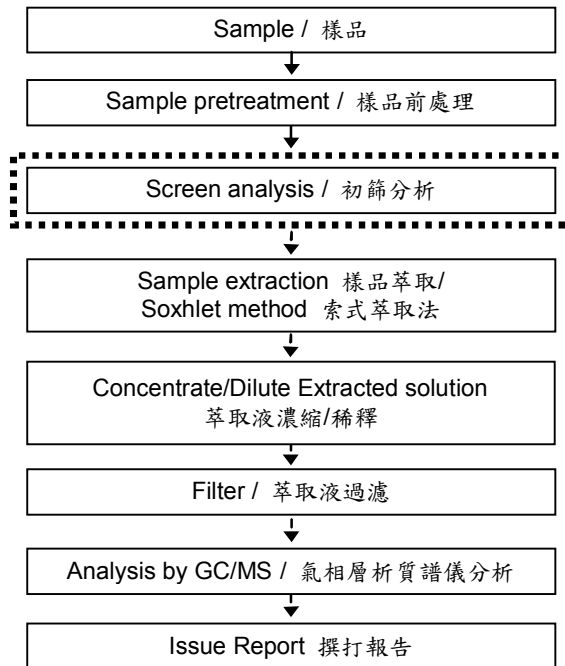 Sample / 樣品
Sample pretreatment / 樣品前處理
Screen analysis / 初篩分析
Sample extraction 樣品萃取/
Soxhlet method 索式萃取法
Concentrate/Dilute Extracted solution
萃取液濃縮/稀釋
Filter / 萃取液過濾
Analysis by GC/MS / 氣相層析質譜儀分析
Issue Report 撰打報告